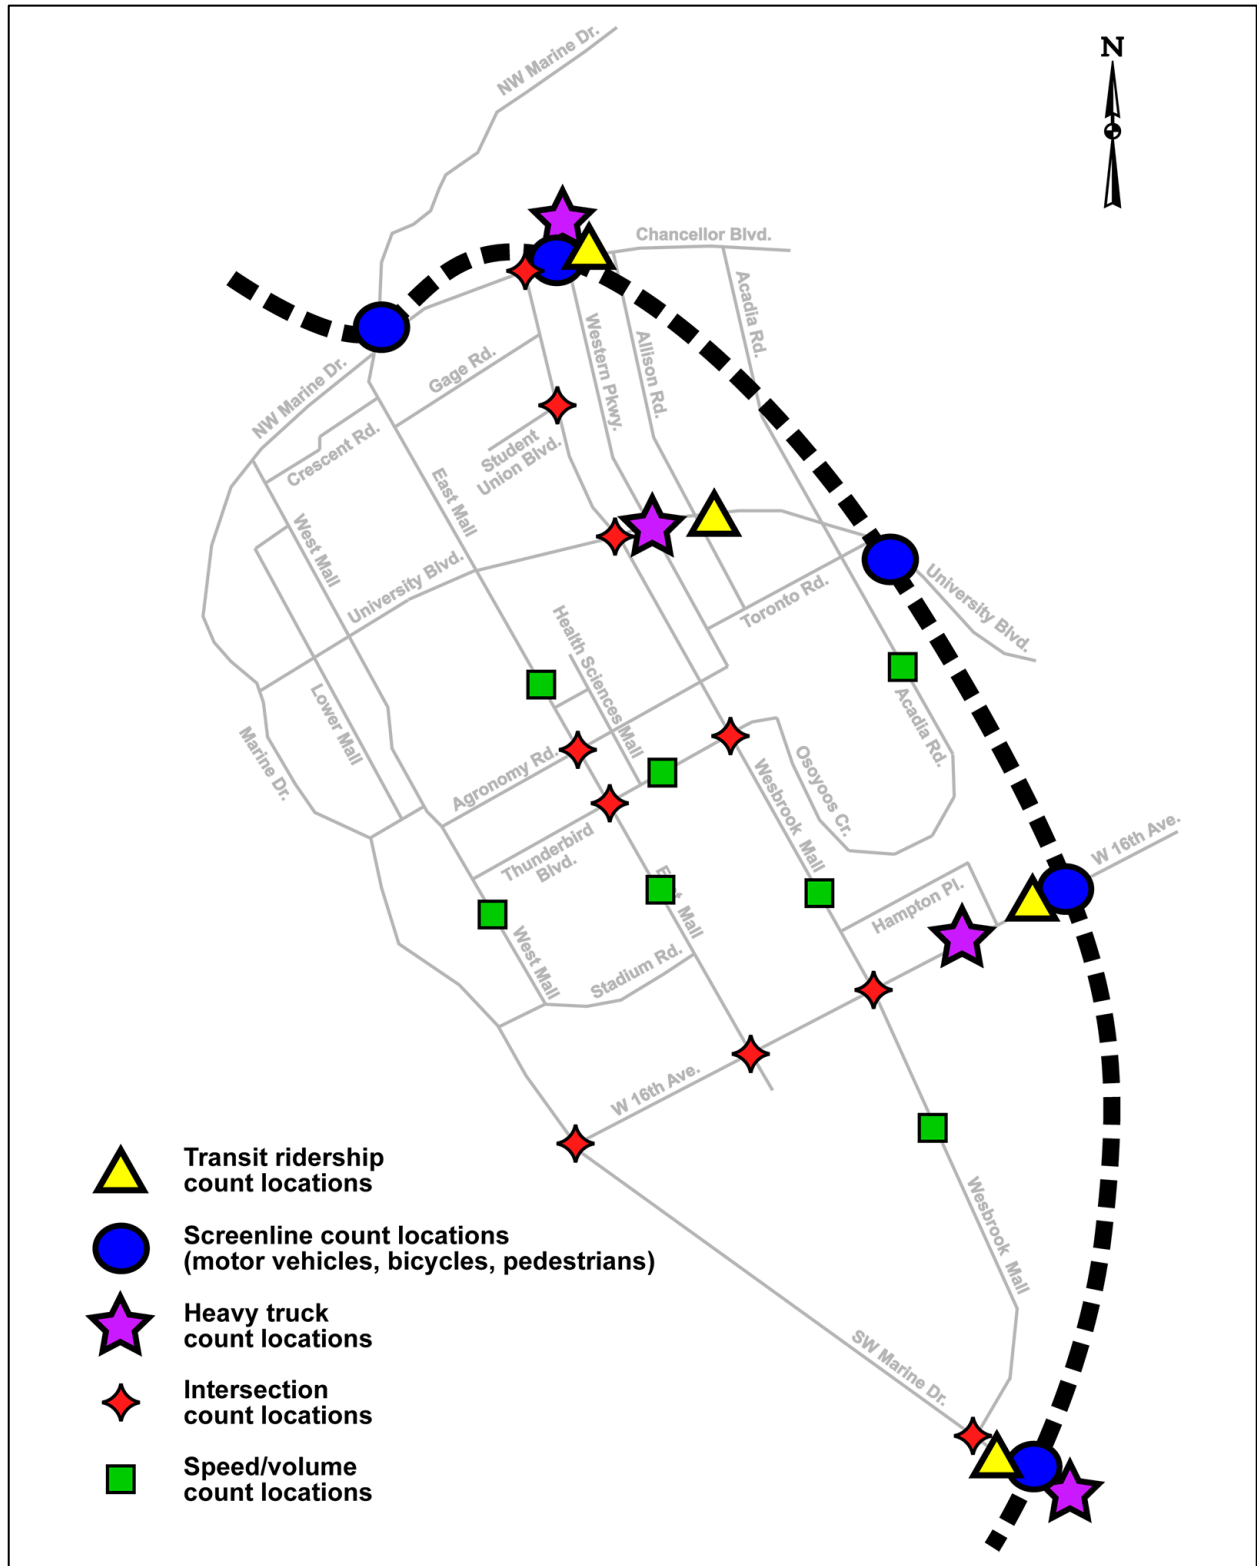 NW Marine Dr.
N
Chancellor Blvd.
Acadia Rd.
Western Pkwy.
Allison Rd.
Gage Rd.
NW Marine Dr.
Crescent Rd.
Student
Union Blvd.
East Mall
West Mall
University Blvd.
University Blvd.
Toronto Rd.
Health Sciences Mall
Lower Mall
Marine Dr.
Acadia Rd.
Agronomy Rd.
Osoyoos Cr.
Wesbrook Mall
Thunderbird
Blvd.
W 16th Ave.
Mall
Hampton Pl.
West Mall
Stadium Rd.
W 16th Ave.
Wesbrook Mall
SW Marine Dr.
Transit ridership
count locations
Screenline count locations
(motor vehicles, bicycles, pedestrians)
Heavy truck
count locations
Intersection
count locations
Speed/volume
count locations